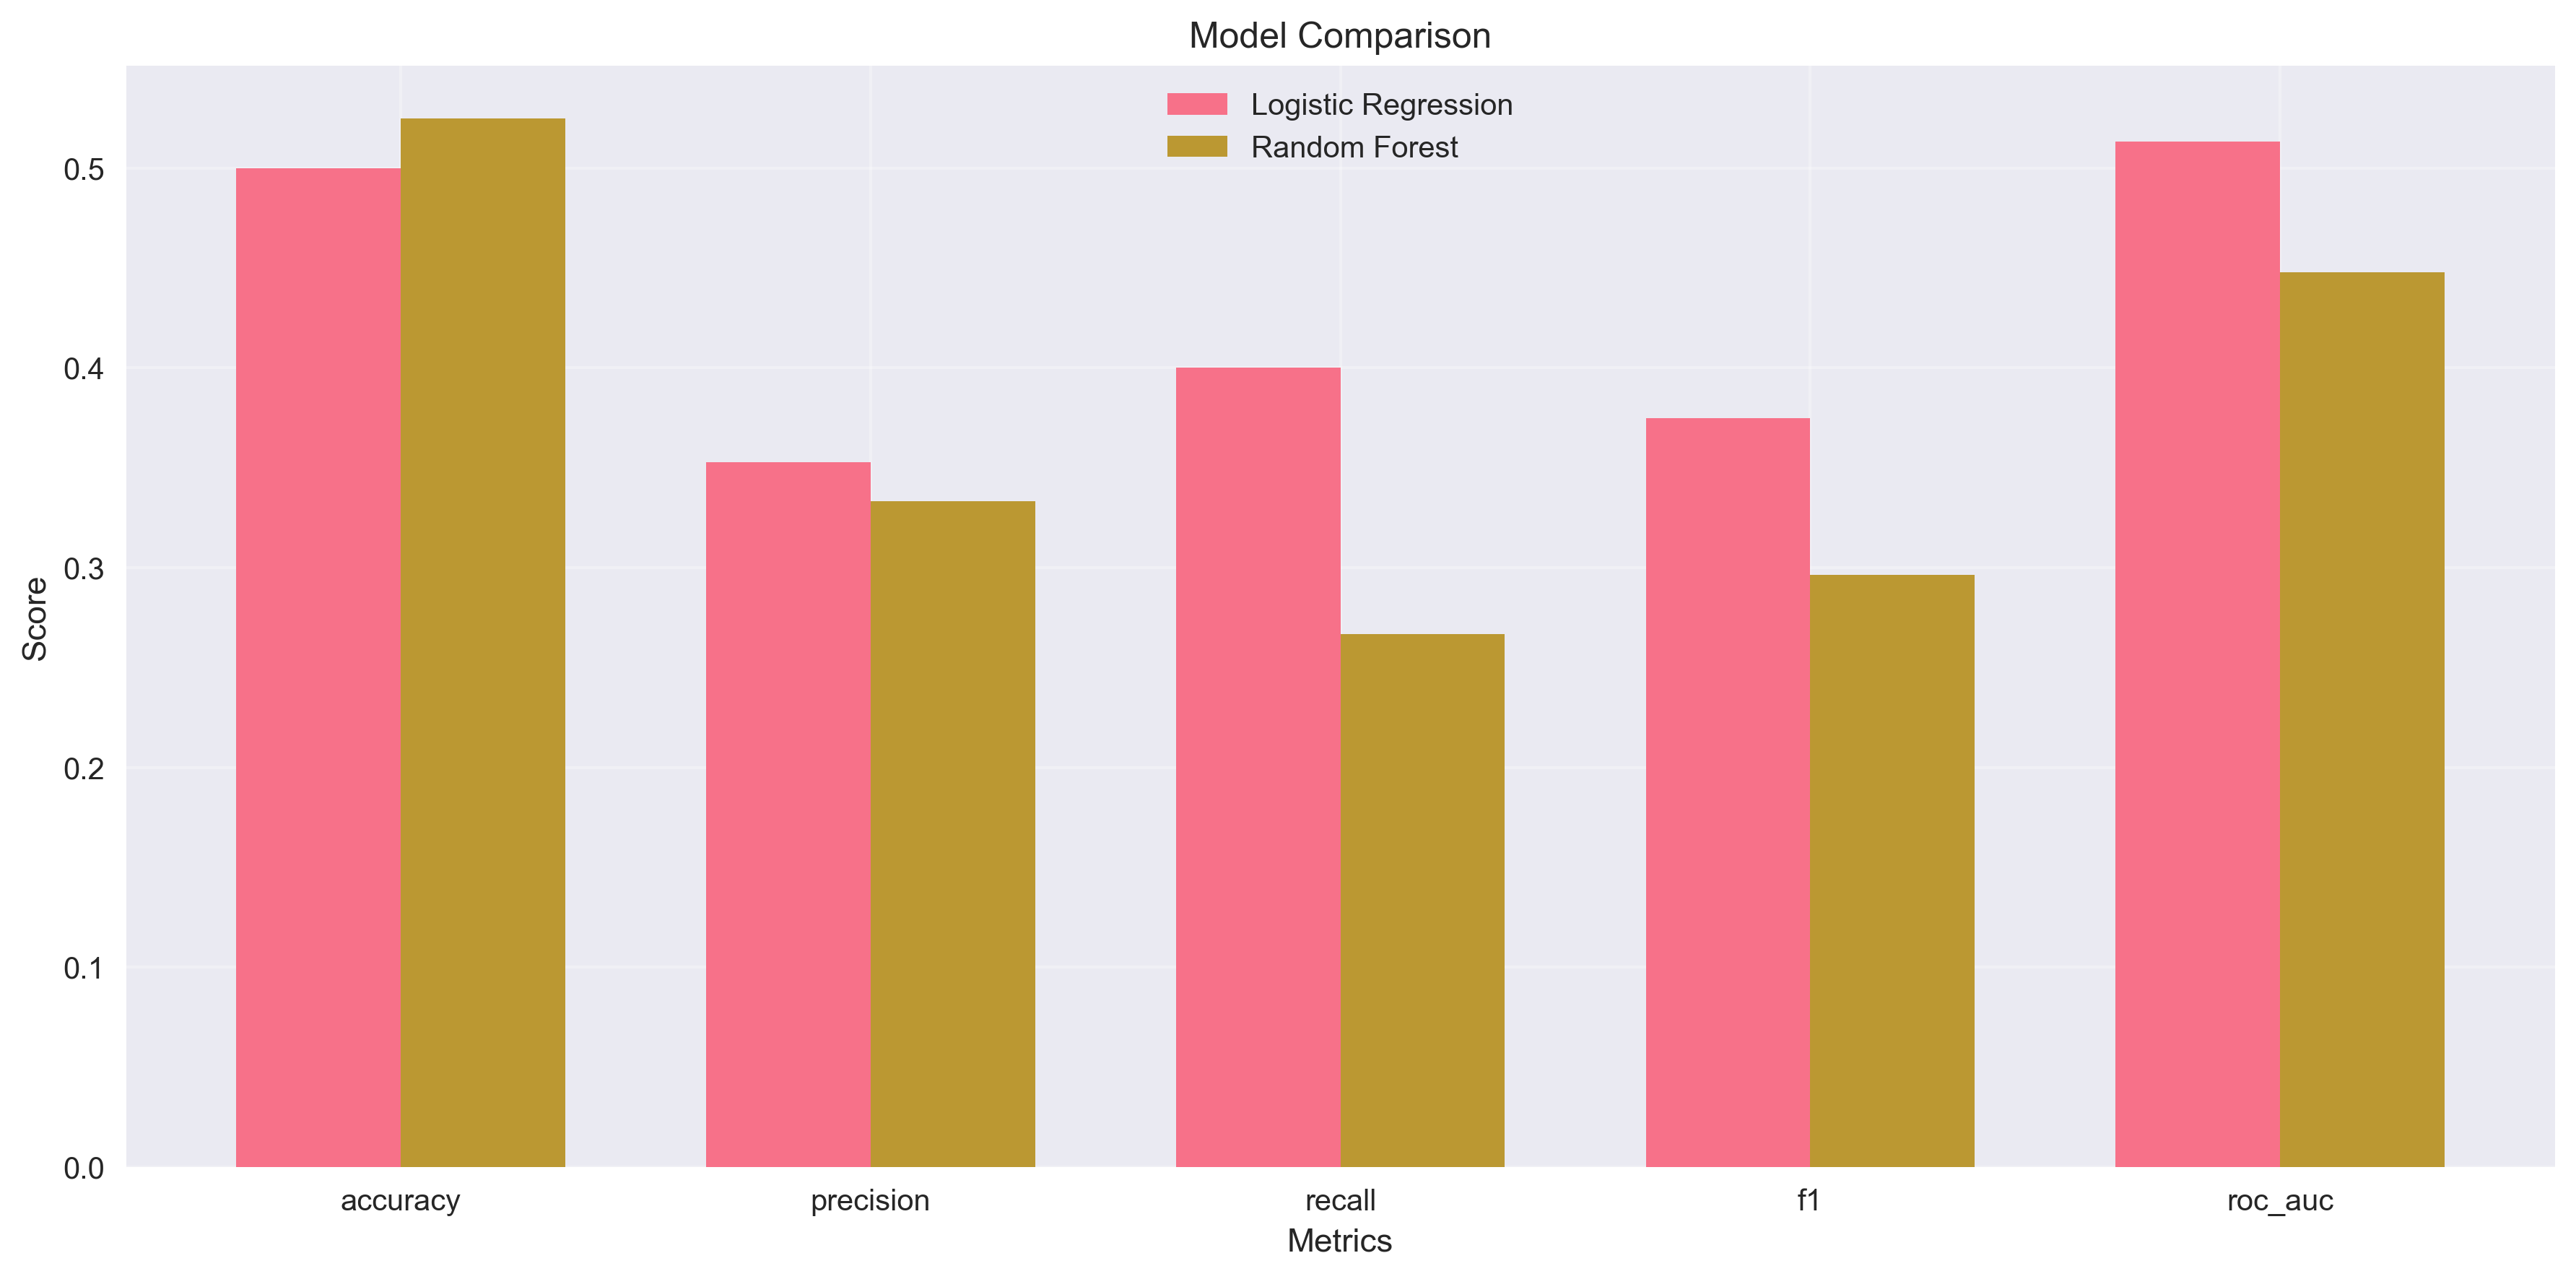 Model Comparison
Logistic Regression
Random Forest
Score
0.5
0.4
0.3
0.2
0.1
0.0
accuracy precision recall f1 roc_auc
Metrics